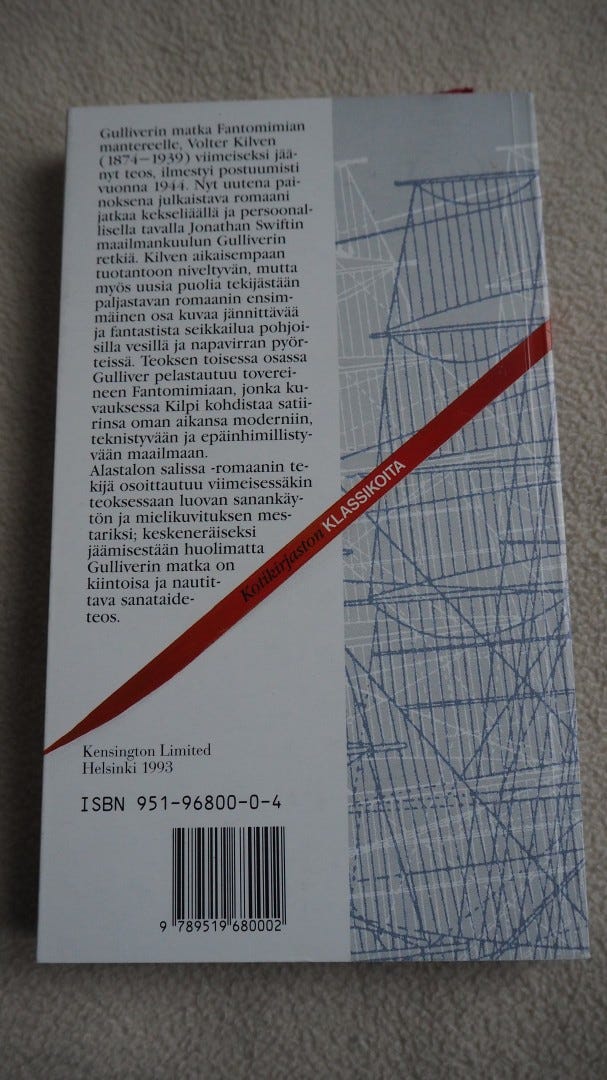 Gulliverin matka Fantomimian
mantereelle, Volter Kilven
(1874–1939) viimeiseksi jää-
nyt teos, ilmestyi postuumisti
vuonna 1944. Nyt uutena pai-
noksena julkaistava romaani
jatkaa kekseliäällä ja persoonal-
lisella tavalla Jonathan Swiftin
maailmankuulun Gulliverin
retkiä. Kilven aikaisempaan
tuotantoon niveltyvän, mutta
myös uusia puolia tekijästään
paljastavan romaanin ensim-
mäinen osa kuvaa jännittävää
ja fantastista seikkailua pohjoi-
silla vesillä ja napavirran pyör-
teissä. Teoksen toisessa osassa
Gulliver pelastautuu toverei-
neen Fantomimiaan, jonka ku-
vauksessa Kilpi kohdistaa satii-
rinsa oman aikansa moderniin,
teknistyvään ja epäinhimillisty-
vään maailmaan.
Alastalon salissa -romaanin te-
kijä osoittautuu viimeisessäkin
teoksessaan luovan sanankäy-
tön ja mielikuvituksen mes-
tariksi; keskeneräiseksi
jäämisestään huolimatta
Gulliverin matka on
kiintoisa ja nautit-
tava sanataide-
teos.
Kotikirjaston KLASSIKOITA
Kensington Limited
Helsinki 1993
ISBN 951-96800-0-4
9 789519 680002